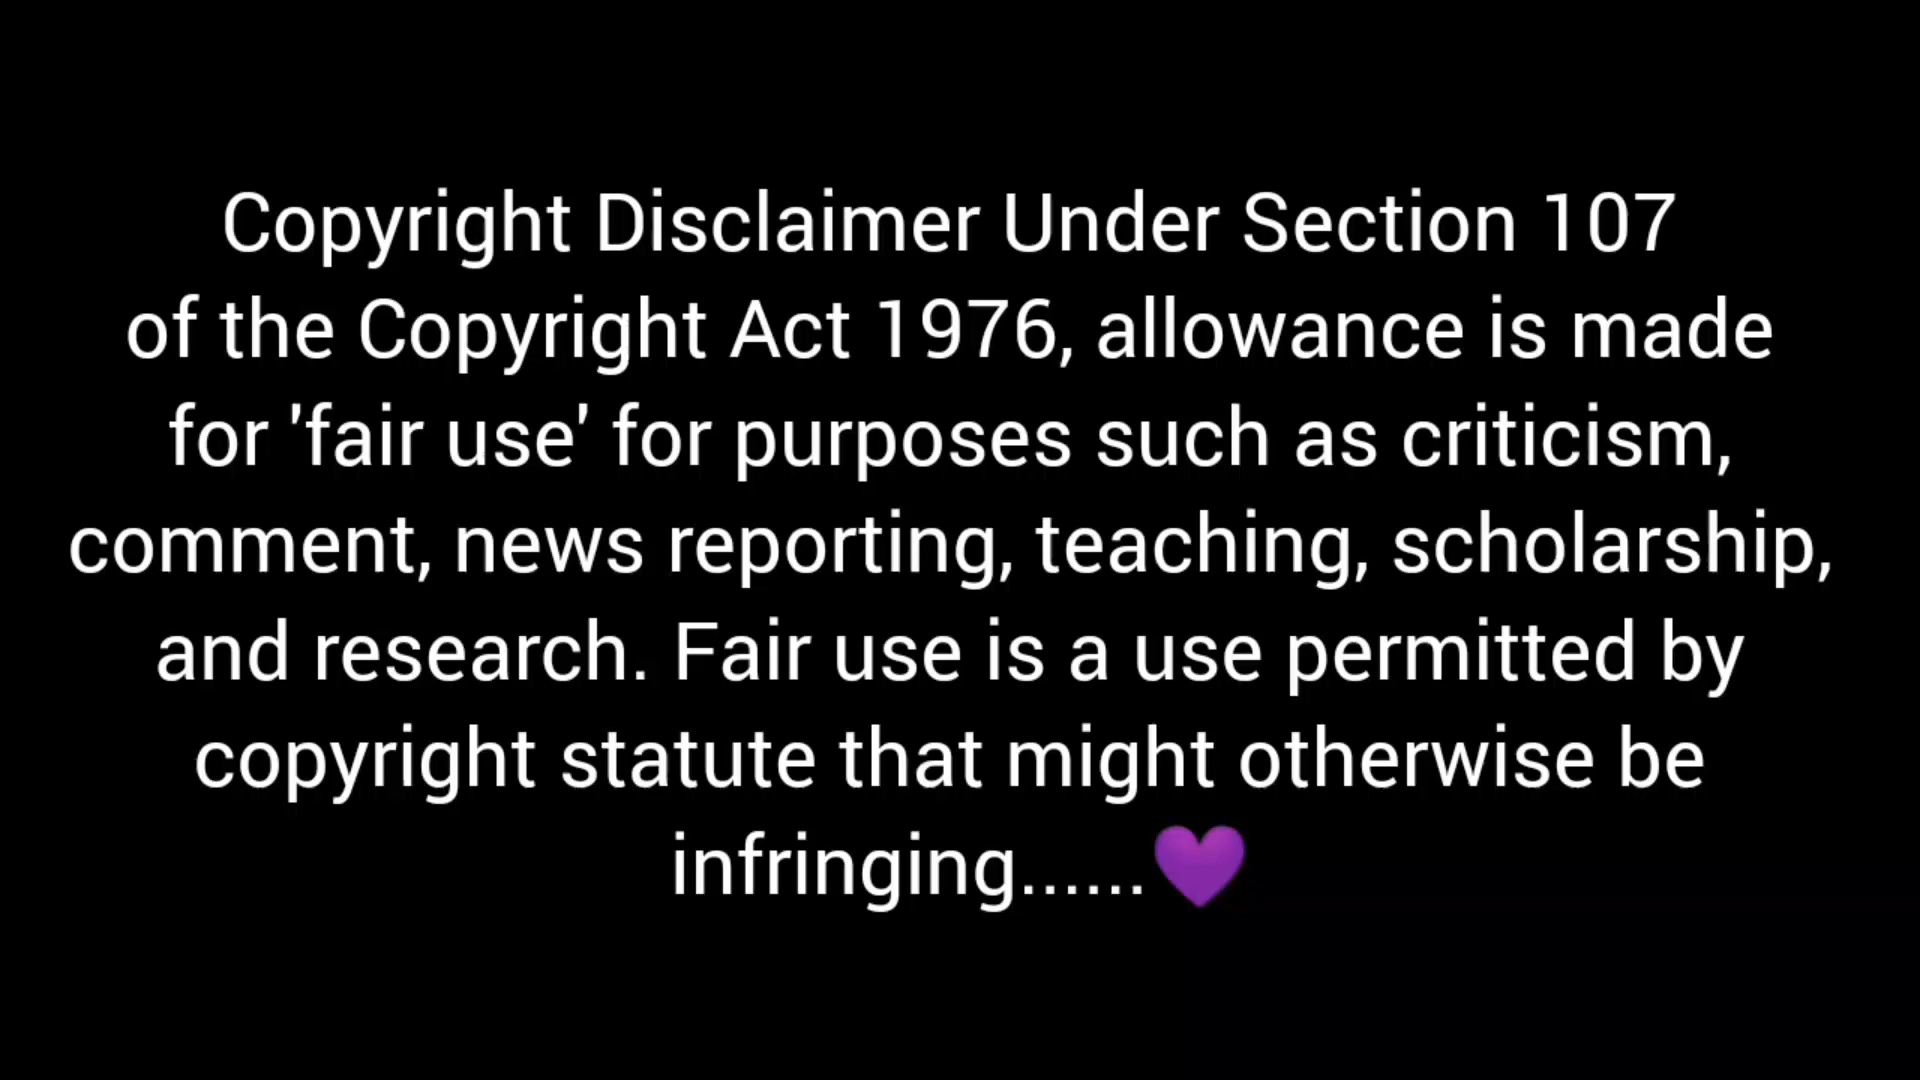 Copyright Disclaimer Under Section 107
of the Copyright Act 1976, allowance is made
for 'fair use' for purposes such as criticism,
comment, news reporting, teaching, scholarship,
and research. Fair use is a use permitted by
copyright statute that might otherwise be
infringing......💜